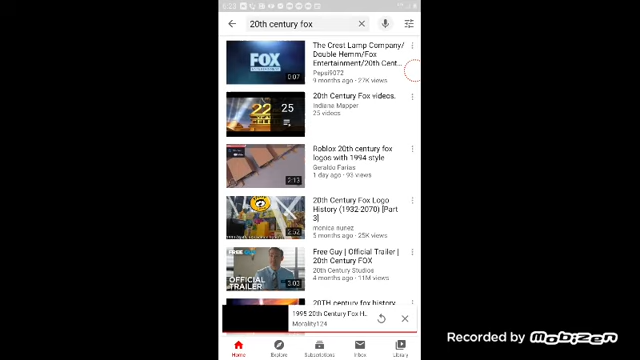 6:28
20th century fox
The Crest Lamp Company/
Double Hemm/Fox
Entertainment/20th Cent...
Pepsi9072
9 months ago · 27K views
FOX
0:07
20th Century Fox videos.
Indiana Mapper
25 videos
22
25
Roblox 20th century fox
logos with 1994 style
Geraldo Farias
1 day ago · 93 views
2:13
20th Century Fox Logo
History (1932-2070) [Part
3]
monica nunez
5 months ago · 25K views
2:52
Free Guy | Official Trailer |
20th Century FOX
20th Century Studios
4 months ago · 11M views
FREE
OFFICIAL
TRAILER
3:03
20TH century fox history
1995 20th Century Fox H...
Morality124
Home
Explore
Subscriptions
Inbox
Library
Recorded by Mobizen